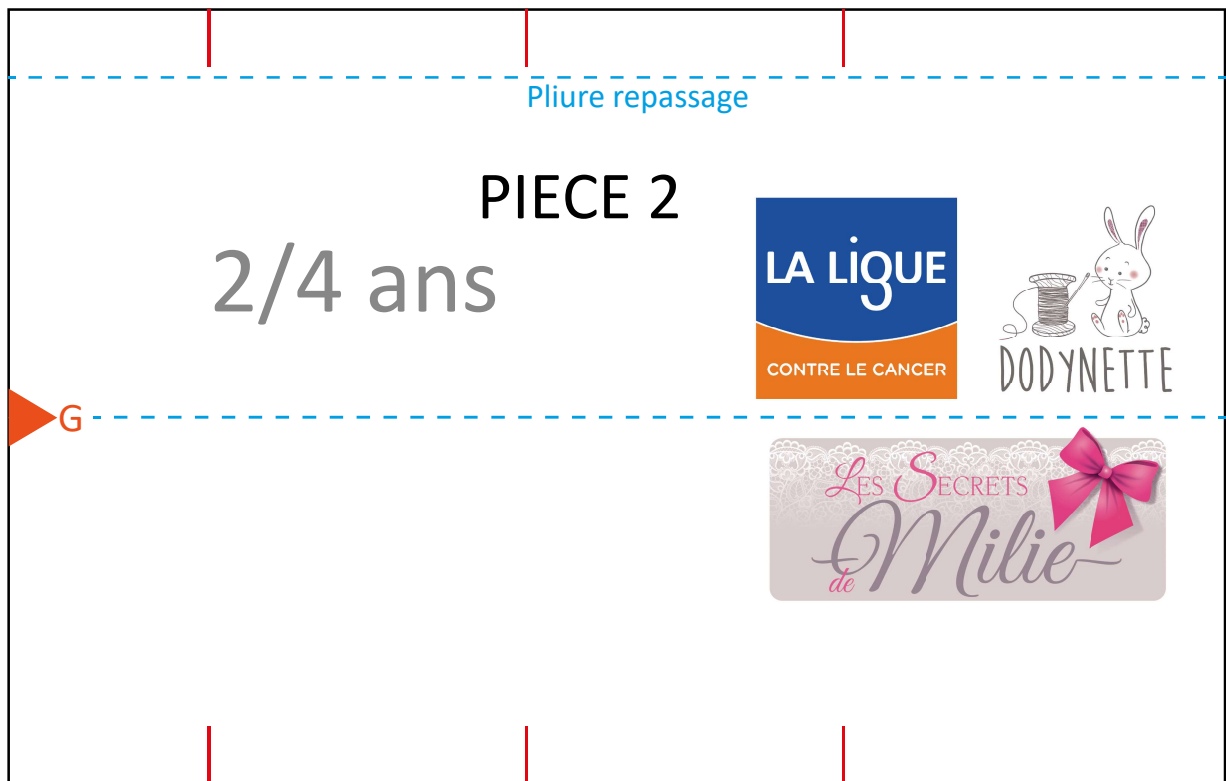 Pliure repassage
PIECE 2
2/4 ans
LA LiGUE
CONTRE LE CANCER
DODYNETTE
G
LES SECRETS
de Milie